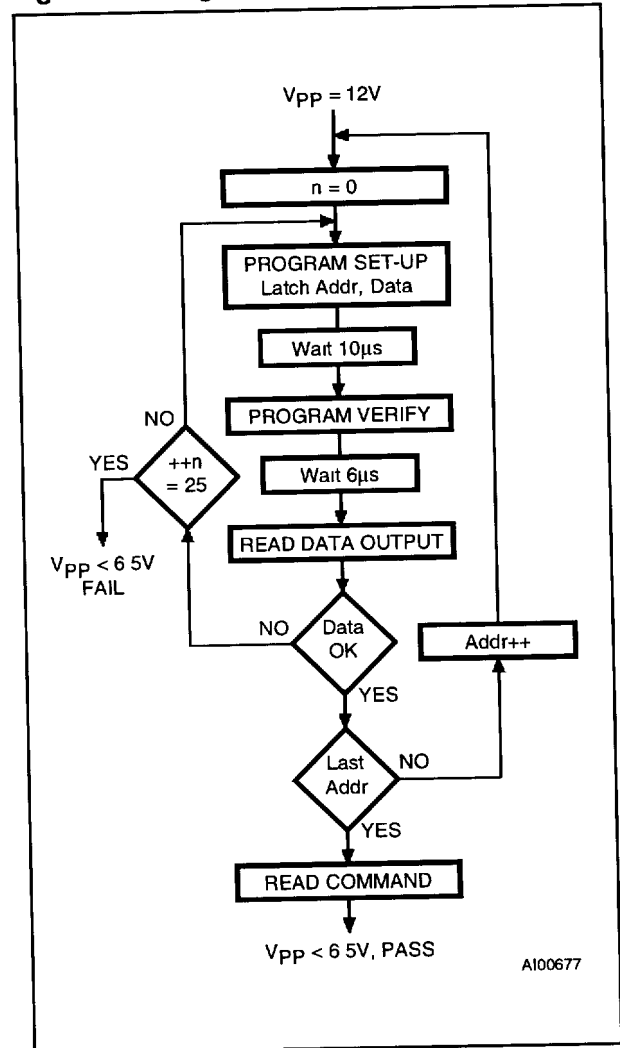 VPP = 12V
n = 0
PROGRAM SET-UP
Latch Addr, Data
Wait 10µs
PROGRAM VERIFY
NO
YES
++n
= 25
Wait 6µs
READ DATA OUTPUT
VPP < 6 5V
FAIL
NO
Data
OK
Addr++
YES
Last
Addr
NO
YES
READ COMMAND
VPP < 6 5V, PASS
AI00677